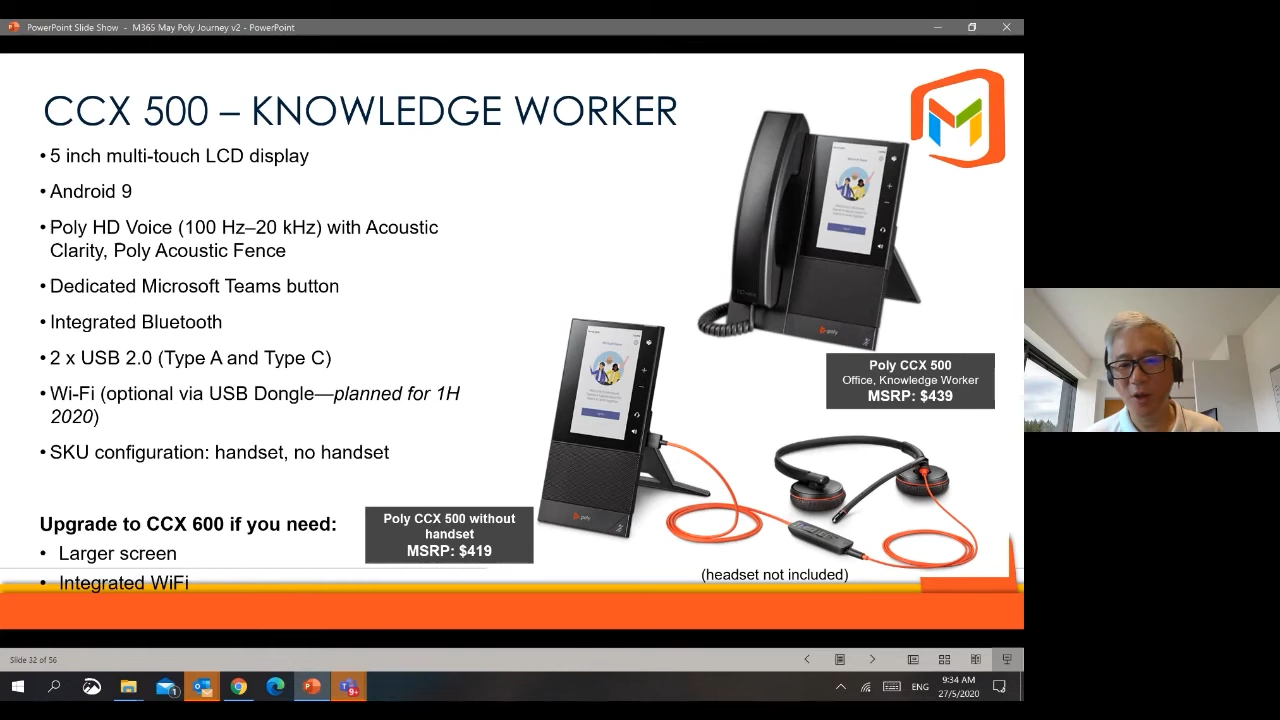 PowerPoint Slide Show - M365 May Poly Journey v2 - PowerPoint
CCX 500 – KNOWLEDGE WORKER
• 5 inch multi-touch LCD display
• Android 9
• Poly HD Voice (100 Hz–20 kHz) with Acoustic
Clarity, Poly Acoustic Fence
• Dedicated Microsoft Teams button
• Integrated Bluetooth
• 2 x USB 2.0 (Type A and Type C)
• Wi-Fi (optional via USB Dongle—planned for 1H
2020)
• SKU configuration: handset, no handset
Upgrade to CCX 600 if you need:
• Larger screen
• Integrated WiFi
Poly CCX 500 without
handset
MSRP: $419
poly
poly
Poly CCX 500
Office, Knowledge Worker
MSRP: $439
(headset not included)
Slide 32 of 56
1
9+
ENG
9:34 AM
27/5/2020